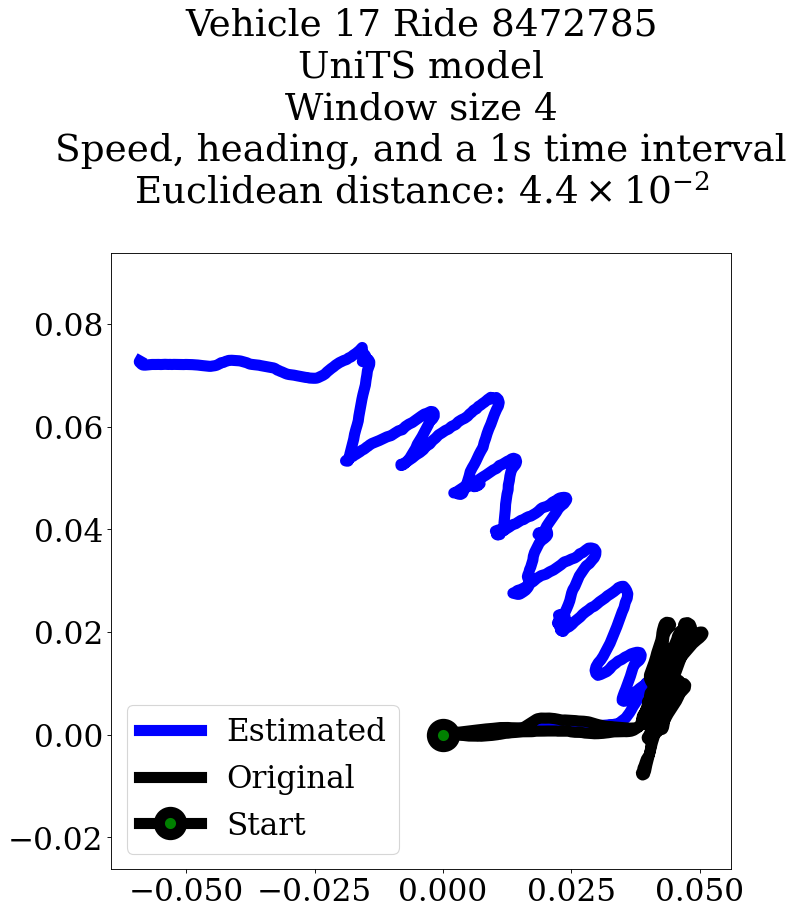 Vehicle 17 Ride 8472785
UniTS model
Window size 4
Speed, heading, and a 1s time interval
Euclidean distance: 4.4 × 10⁻²
0.08
0.06
0.04
0.02
0.00
−0.02
Estimated
Original
Start
−0.050 −0.025 0.000 0.025 0.050